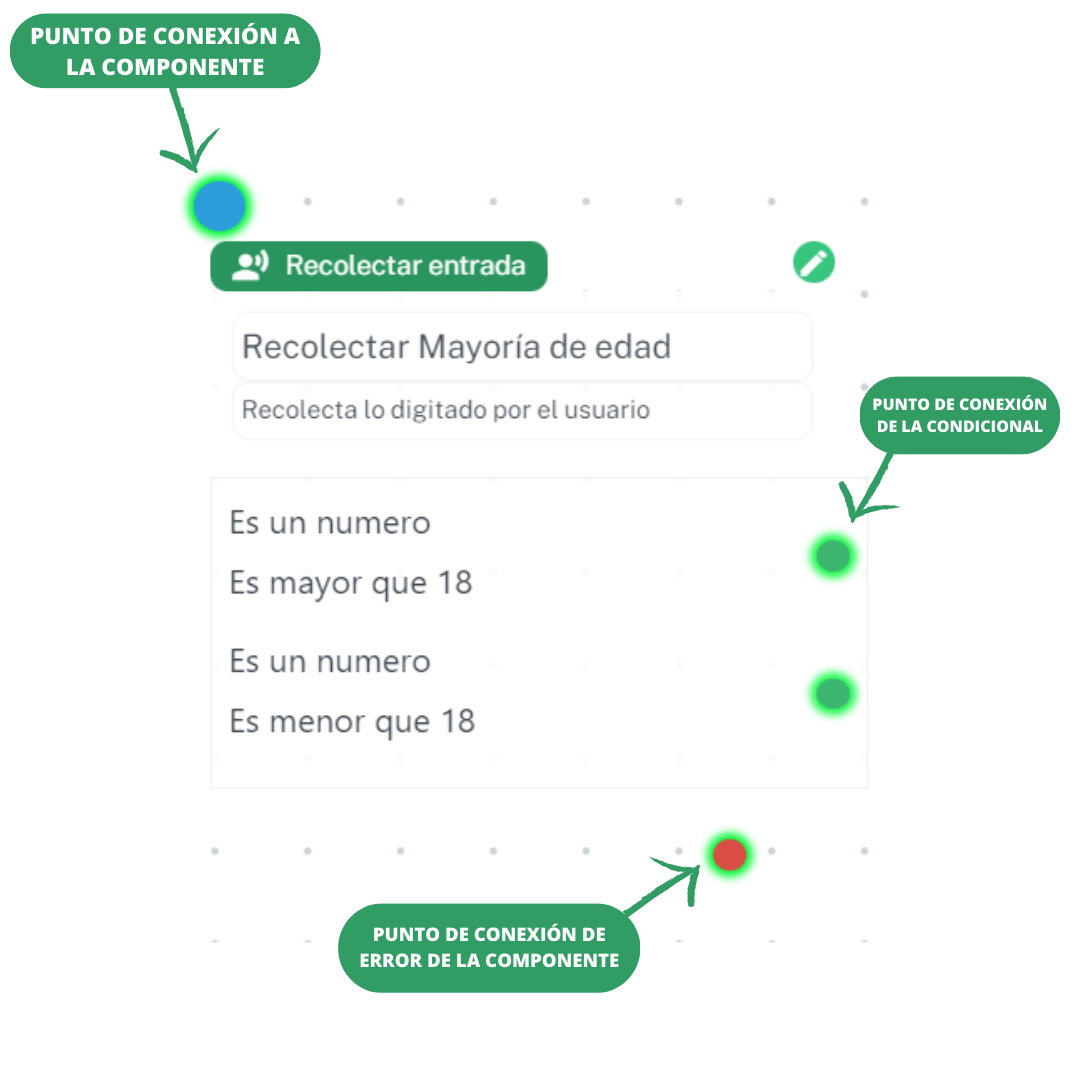 PUNTO DE CONEXIÓN A
LA COMPONENTE
Recolectar entrada
Recolectar Mayoría de edad
Recolecta lo digitado por el usuario
PUNTO DE CONEXIÓN
DE LA CONDICIONAL
Es un numero
Es mayor que 18
Es un numero
Es menor que 18
PUNTO DE CONEXIÓN DE
ERROR DE LA COMPONENTE